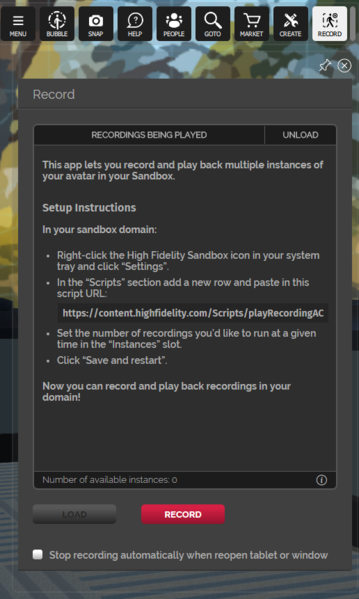 MENU BUBBLE SNAP HELP PEOPLE GOTO MARKET CREATE RECORD
Record
RECORDINGS BEING PLAYED UNLOAD
This app lets you record and play back multiple instances of
your avatar in your Sandbox.
Setup Instructions
In your sandbox domain:
• Right-click the High Fidelity Sandbox icon in your system
tray and click “Settings”.
• In the “Scripts” section add a new row and paste in this
script URL:
https://content.highfidelity.com/Scripts/playRecordingAC
• Set the number of recordings you’d like to run at a given
time in the “Instances” slot.
• Click “Save and restart”.
Now you can record and play back recordings in your
domain!
Number of available instances: 0
LOAD RECORD
Stop recording automatically when reopen tablet or window